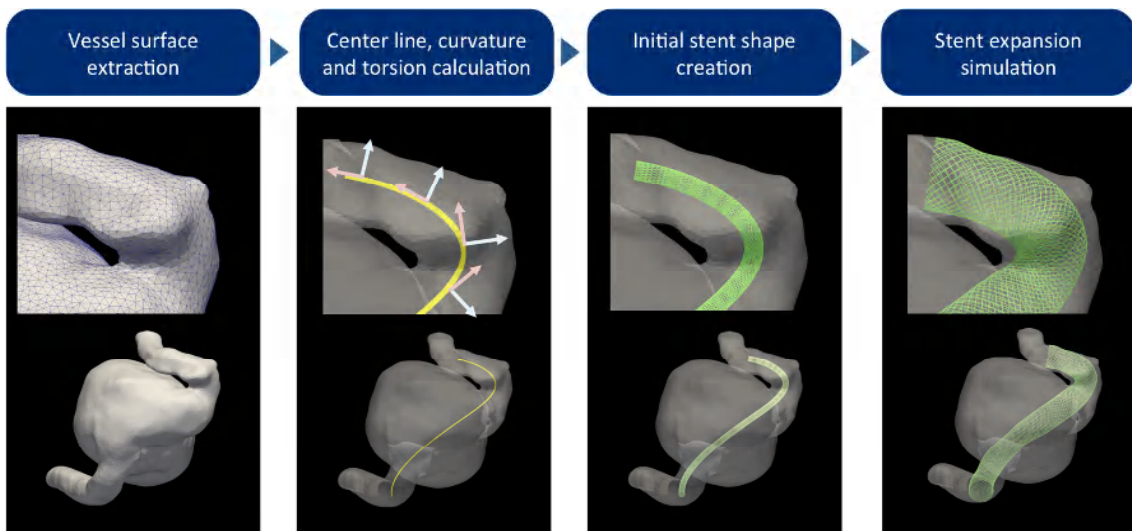 Vessel surface
extraction
Center line, curvature
and torsion calculation
Initial stent shape
creation
Stent expansion
simulation